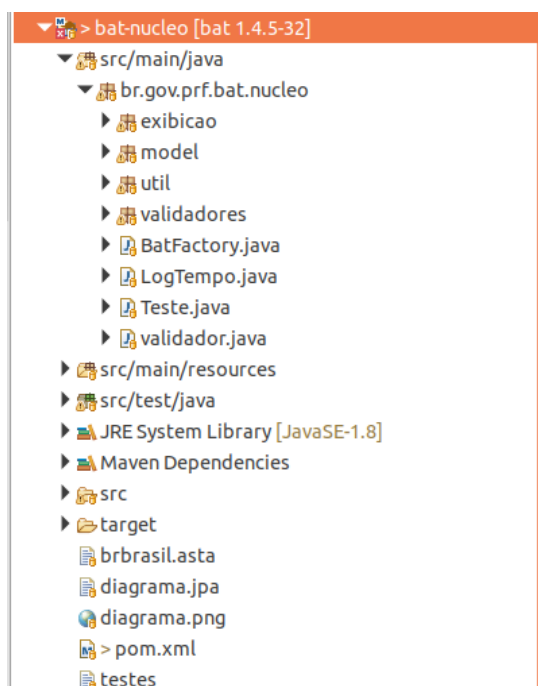 > bat-nucleo [bat 1.4.5-32]
src/main/java
br.gov.prf.bat.nucleo
exibicao
model
util
validadores
BatFactory.java
LogTempo.java
Teste.java
validador.java
src/main/resources
src/test/java
JRE System Library [JavaSE-1.8]
Maven Dependencies
src
target
brbrasil.asta
diagrama.jpa
diagrama.png
> pom.xml
testes